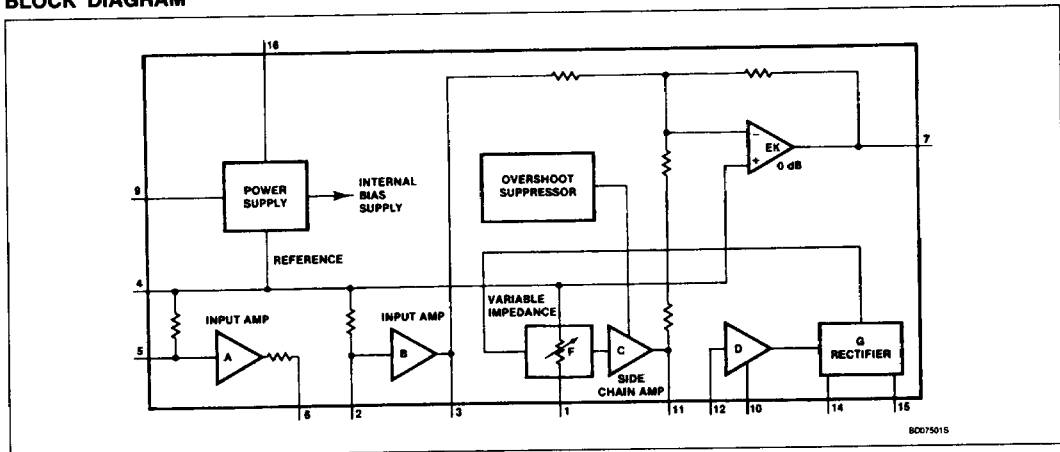 BLOCK DIAGRAM
16
EK
0 dB
7
9
POWER
SUPPLY
INTERNAL
BIAS
SUPPLY
OVERSHOOT
SUPPRESSOR
REFERENCE
4
INPUT AMP
INPUT AMP
VARIABLE
IMPEDANCE
5
A
B
F
C
D
G
RECTIFIER
SIDE
CHAIN AMP
6
2
3
1
11
12
10
14
15
BD07501S